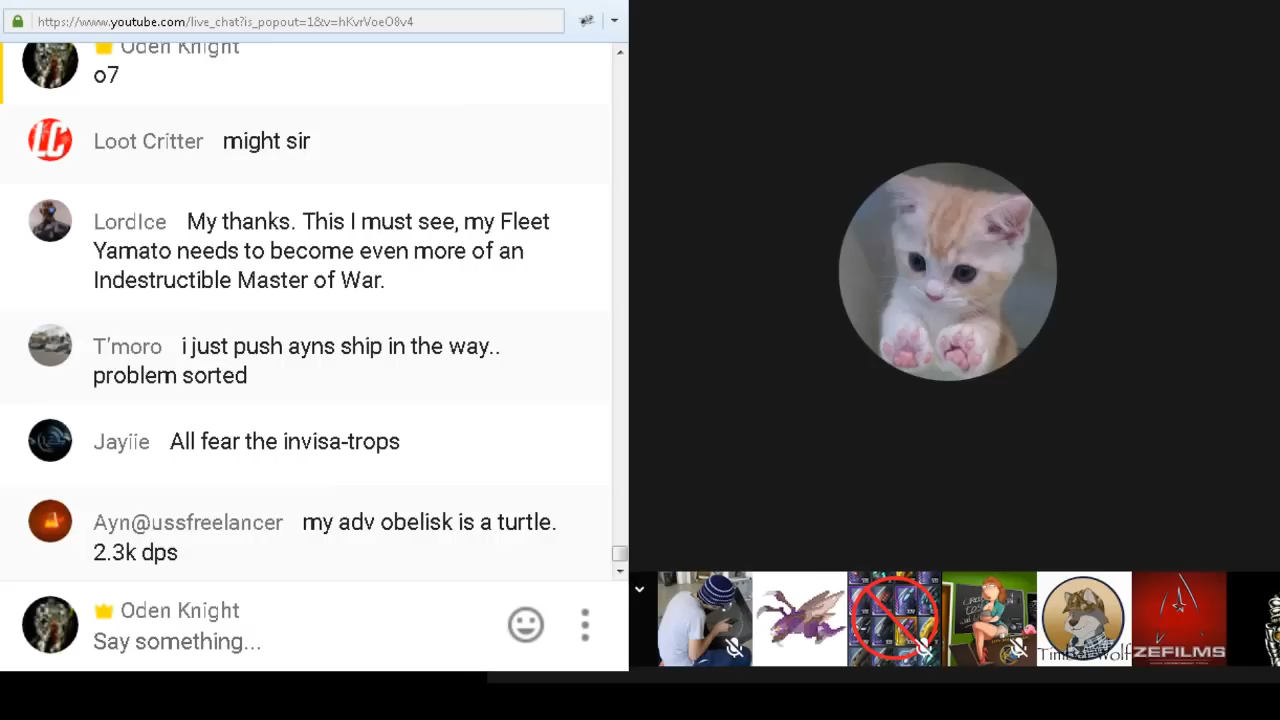 https://www.youtube.com/live_chat?is_popout=1&v=hKvrVoeO8v4
Oden Knight
o7
Loot Critter might sir
LordIce My thanks. This I must see, my Fleet
Yamato needs to become even more of an
Indestructible Master of War.
T'moro i just push ayns ship in the way..
problem sorted
Jayiie All fear the invisa-trops
Ayn@ussfreelancer my adv obelisk is a turtle.
2.3k dps
Oden Knight
Say something...
LC
ZEFILMS